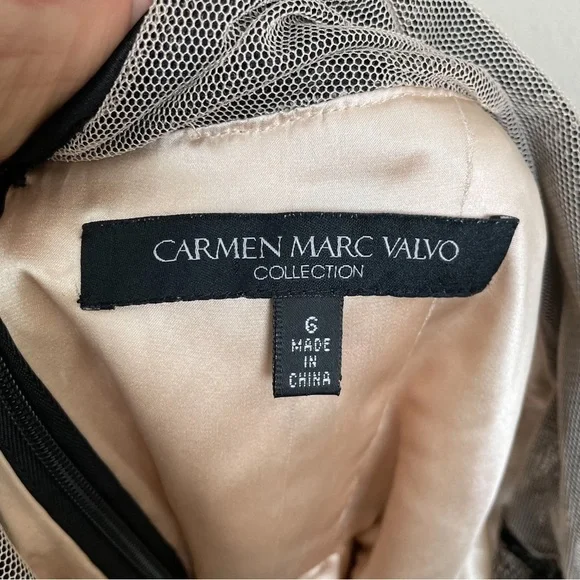 CARMEN MARC VALVO
COLLECTION
6
MADE
IN
CHINA